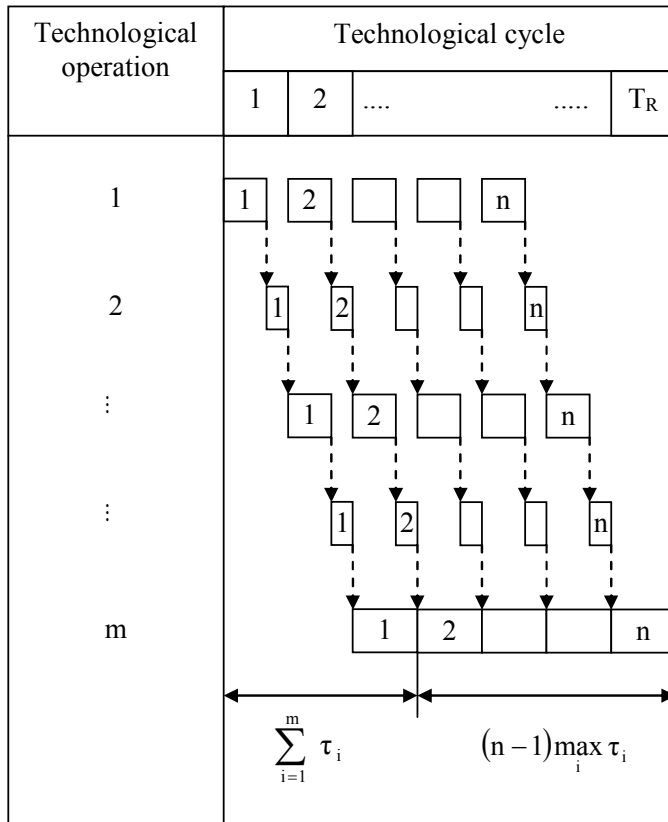 Technological operation
Technological cycle
1 2 .... ..... T_R
1
1 2 n
2
1 2 n
⋮
1 2 n
⋮
1 2 n
m
1 2 n
\sum_{i=1}^{m} τ_i
(n − 1) max_i τ_i